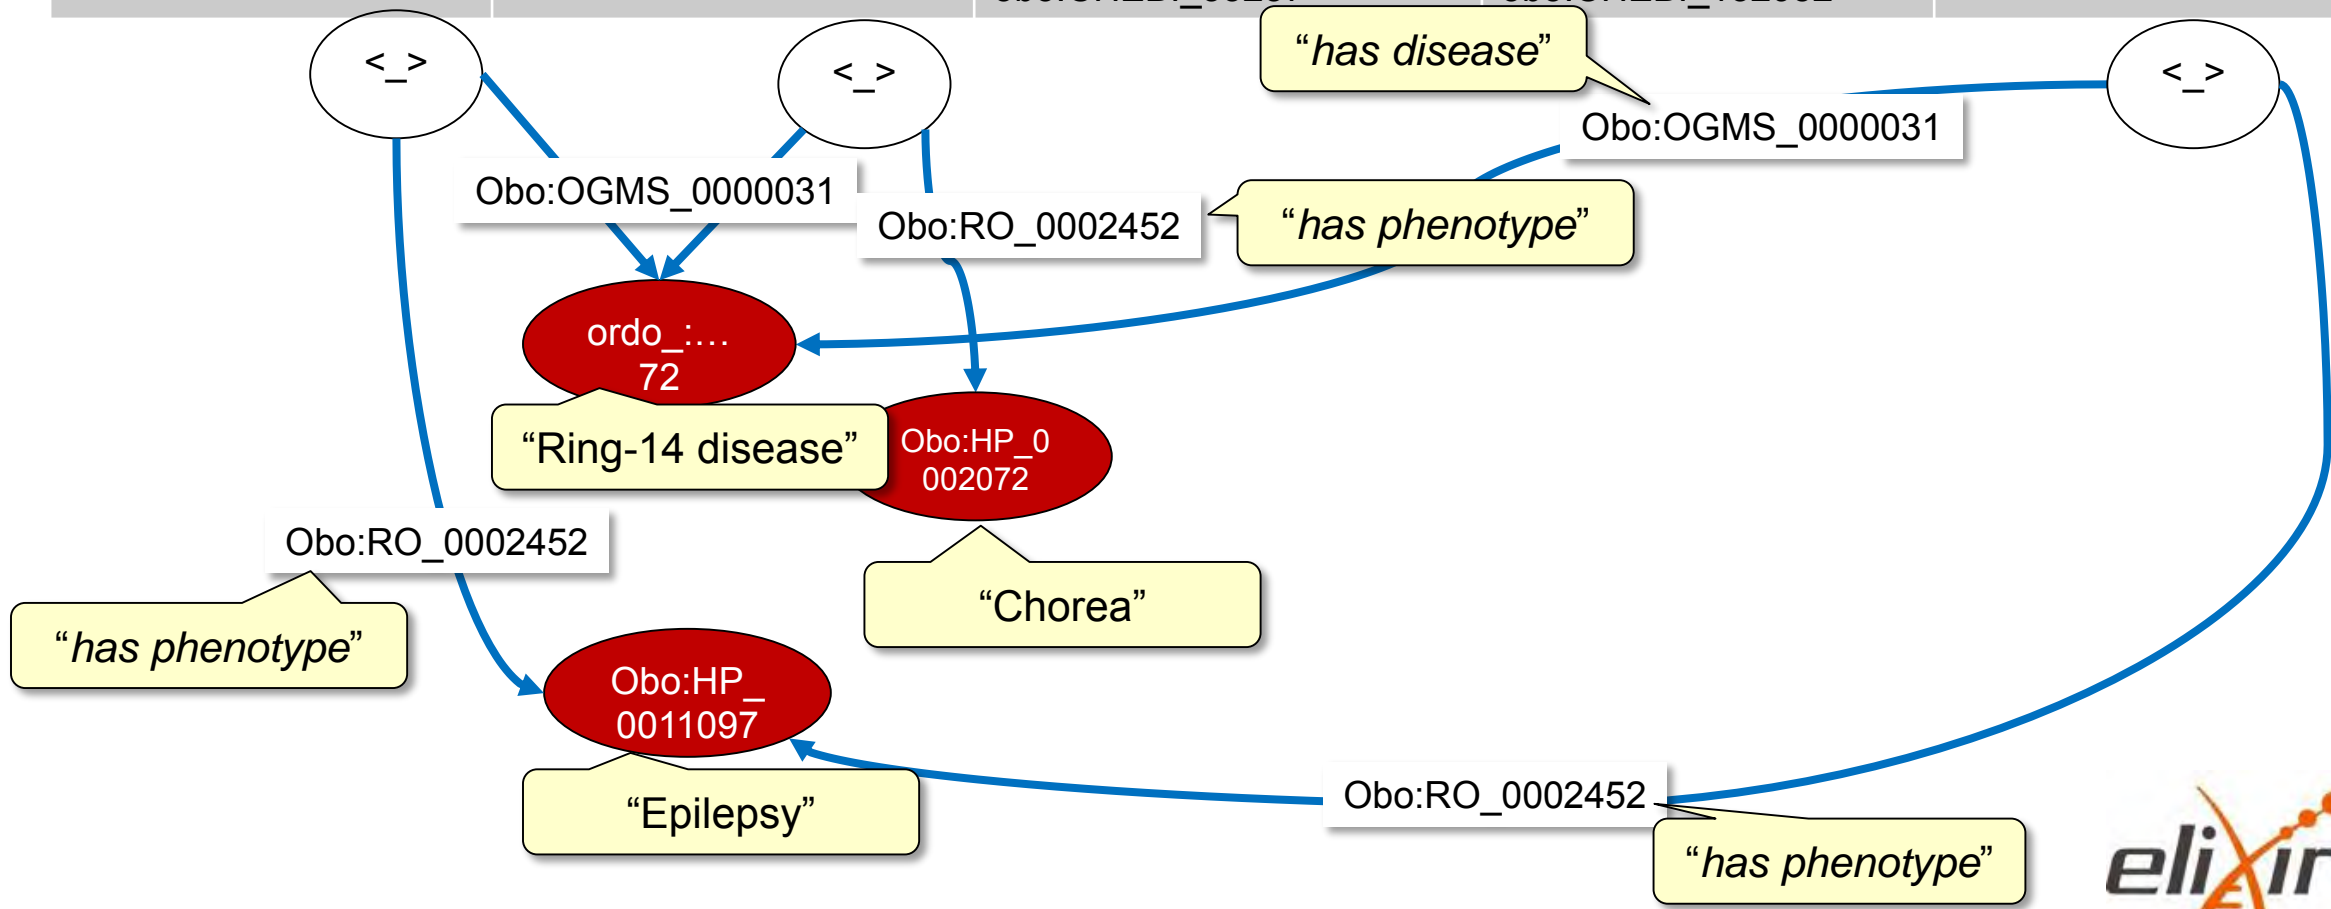 <_>
<_>
“has disease”
<_>
Obo:OGMS_0000031
Obo:OGMS_0000031
Obo:RO_0002452
“has phenotype”
ordo_:…
72
“Ring-14 disease”
Obo:HP_0
002072
Obo:RO_0002452
“Chorea”
“has phenotype”
Obo:HP_
0011097
“Epilepsy”
Obo:RO_0002452
“has phenotype”
elixir